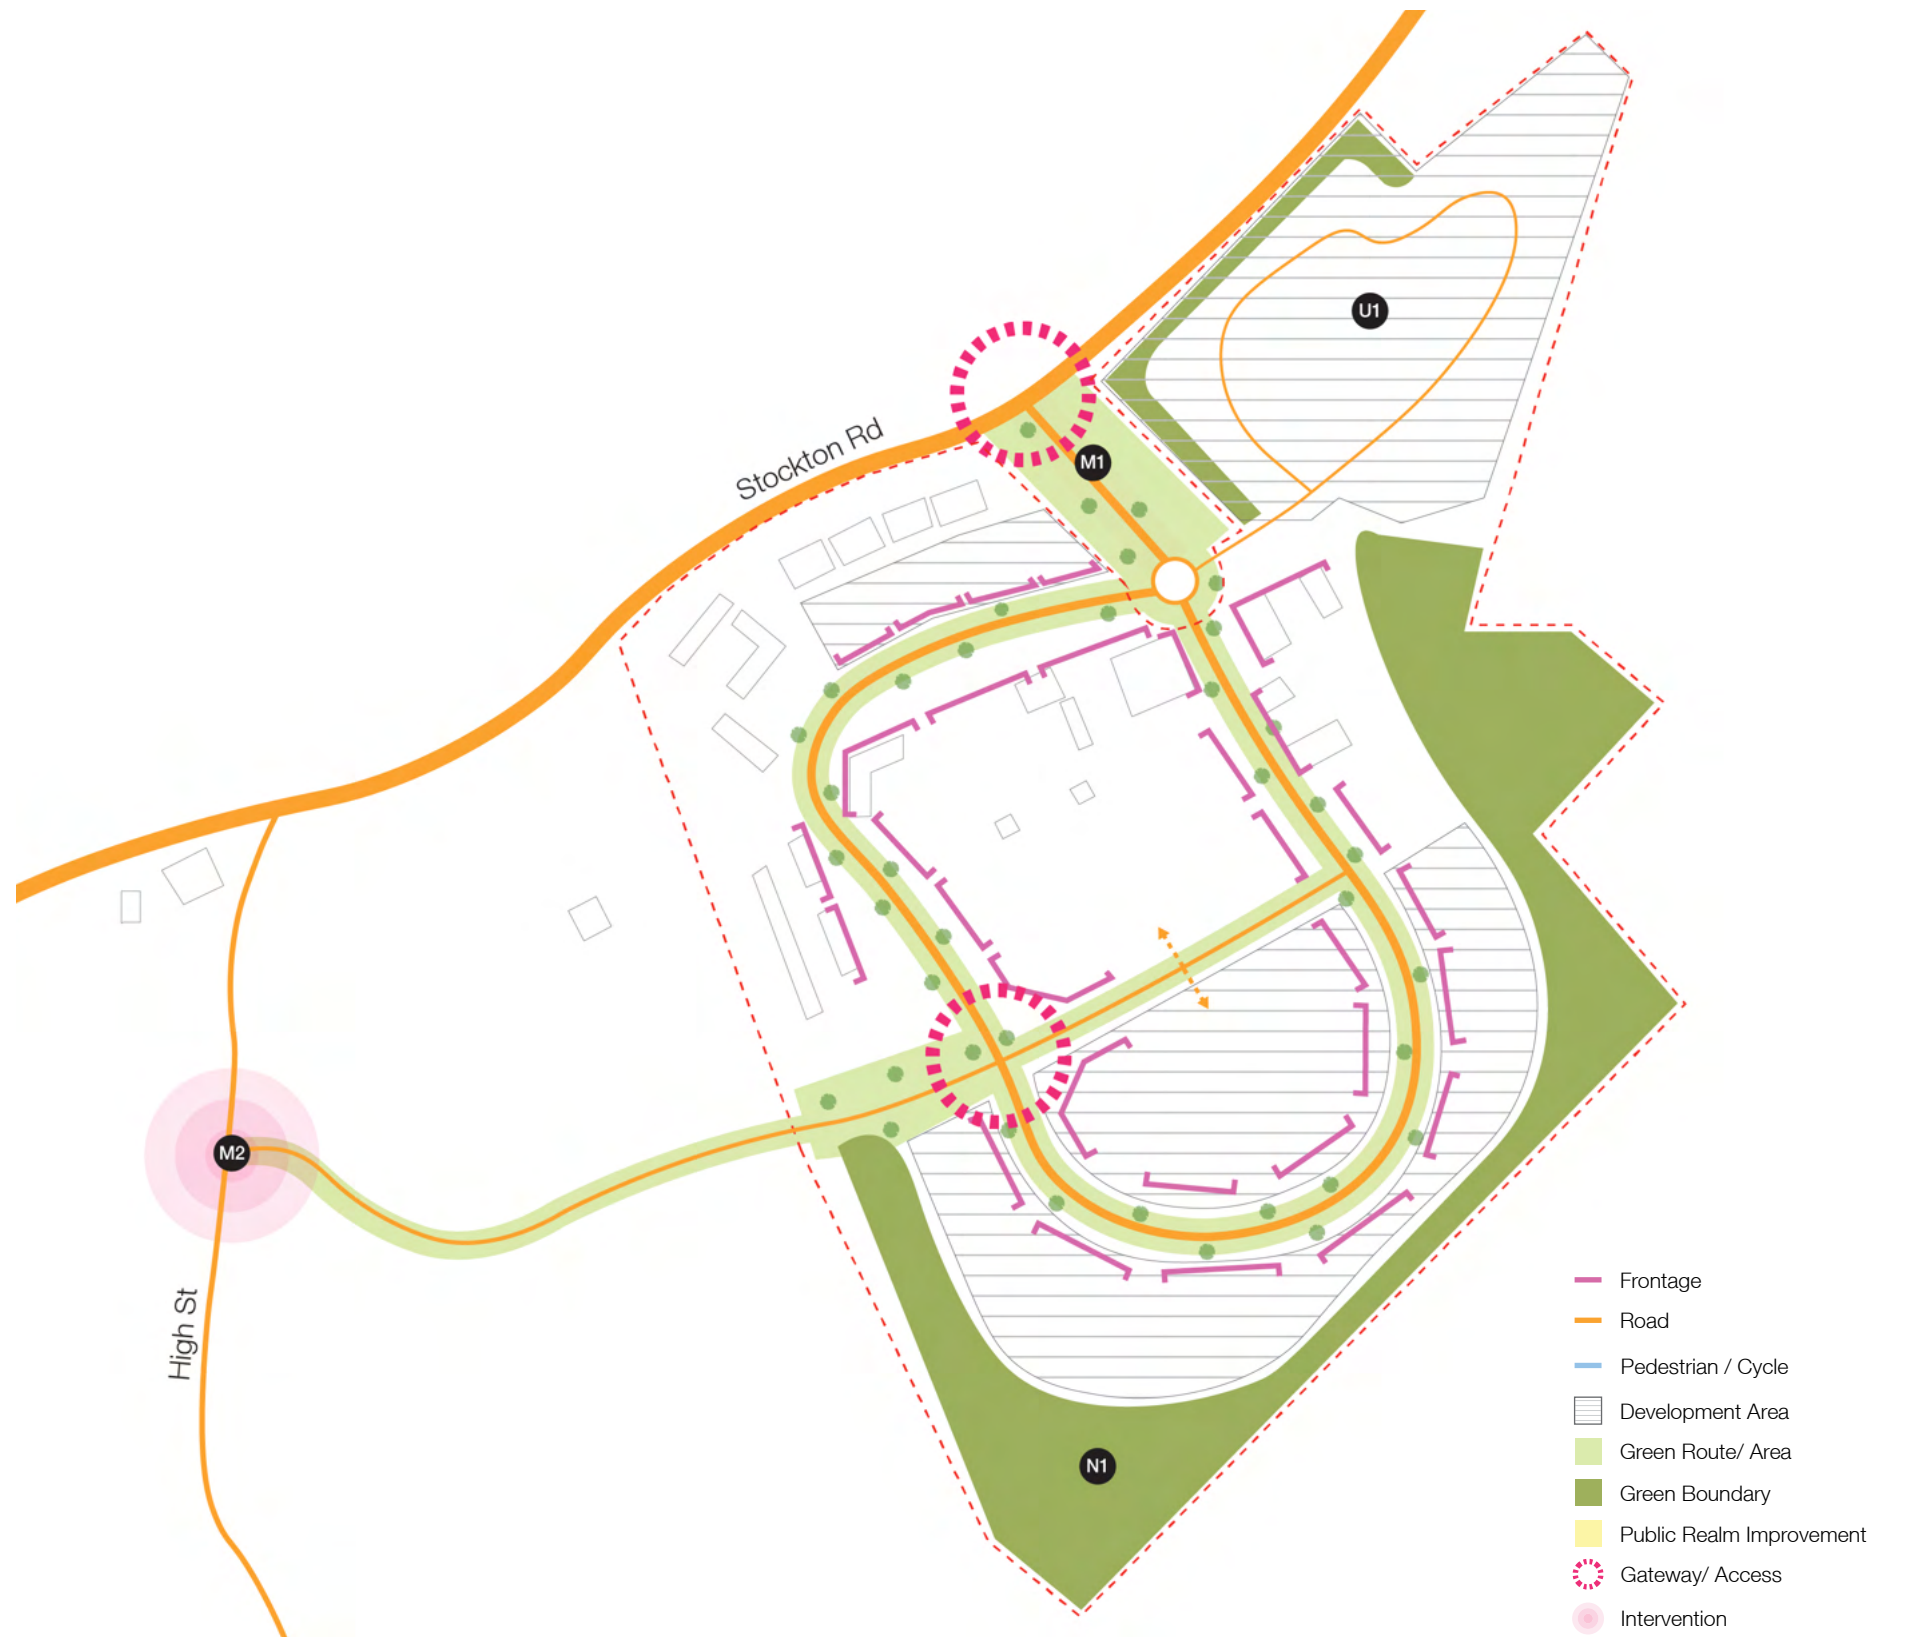 U1
Stockton Rd
M1
M2
High St
N1
Frontage
Road
Pedestrian / Cycle
Development Area
Green Route/ Area
Green Boundary
Public Realm Improvement
Gateway/ Access
Intervention